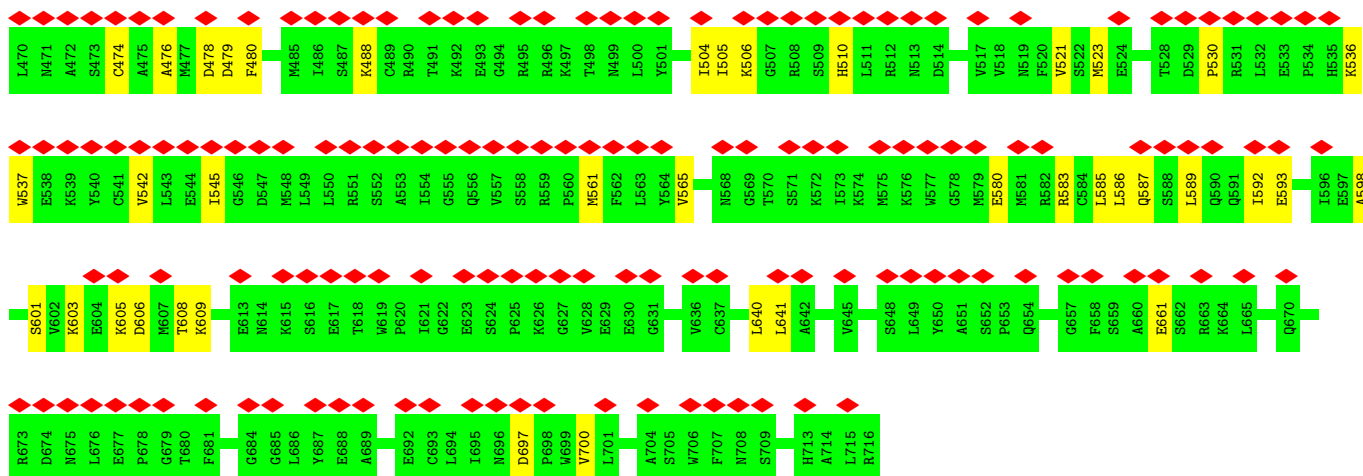 L470 N471 A472 S473 C474 A475 A476 M477 D478 D479 F480 M485 I486 S487 K488 C489 R490 T491 K492 E493 G494 R495 R496 K497 T498 N499 L500 Y501 I504 I505 K506 G507 R508 S509 H510 L511 R512 N513 D514 V517 V518 N519 F520 V521 S522 M523 E524 T528 D529 P530 R531 L532 E533 P534 H535 K536
W537 E538 K539 Y540 C541 V542 L543 E544 I545 G546 D547 M548 L549 L550 R551 S552 A553 I554 G555 Q556 V557 S558 R559 P560 M561 F562 L563 Y564 V565 N568 G569 T570 S571 K572 I573 K574 M575 K576 W577 G578 M579 E580 M581 R582 R583 C584 L585 L586 Q587 S588 L589 Q590 Q591 I592 E593 I596 E597 A598
S601 V602 K603 E604 K605 D606 M607 T608 K609 E613 N614 K615 S616 E617 T618 W619 P620 I621 G622 E623 S624 P625 K626 G627 V628 E629 E630 G631 V636 C637 L640 L641 A642 V645 S648 L649 Y650 A651 S652 P653 Q654 G657 F658 S659 A660 E661 S662 R663 K664 L665 Q670
R673 D674 N675 L676 E677 P678 G679 T680 F681 G684 G685 L686 Y687 E688 A689 E692 C693 L694 I695 N696 D697 P698 W699 V700 L701 A704 S705 W706 F707 N708 S709 H713 A714 L715 R716